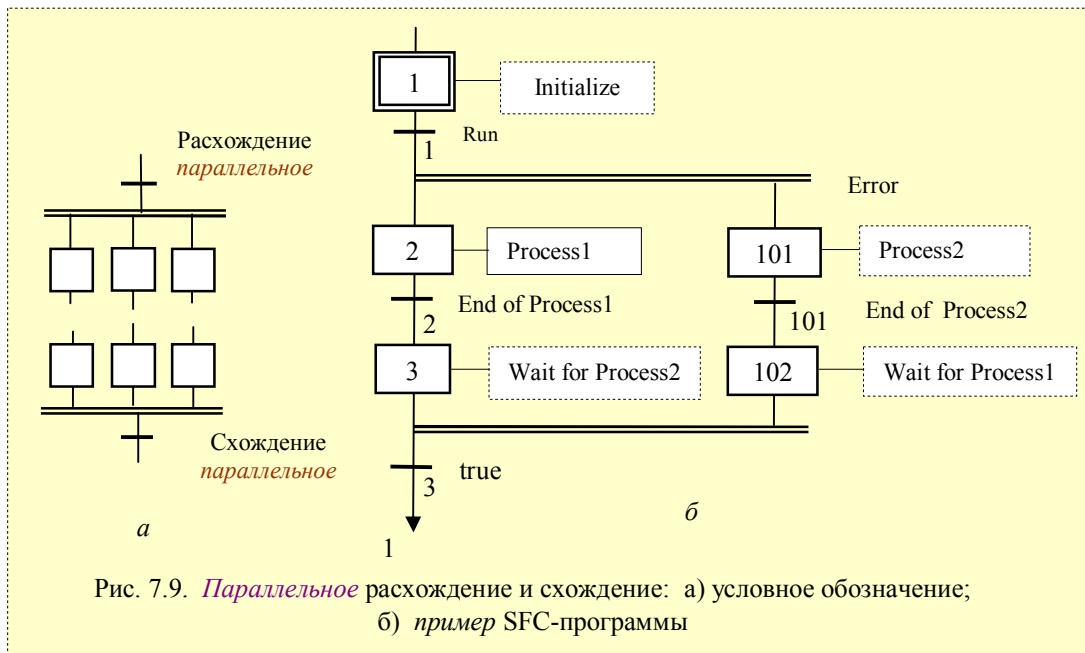 1
Initialize
Run
1
Расхождение
параллельное
Error
2
Process1
101
Process2
End of Process1
2
End of Process2
101
3
Wait for Process2
102
Wait for Process1
Схождение
параллельное
true
3
1
а
б
Рис. 7.9. Параллельное расхождение и схождение: а) условное обозначение;
б) пример SFC-программы